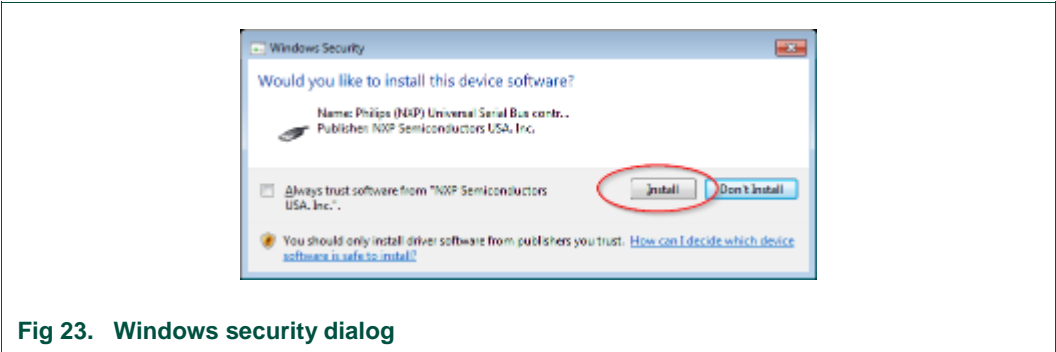 Windows Security
Would you like to install this device software?
Name: Philips (NXP) Universal Serial Bus contr...
Publisher: NXP Semiconductors USA, Inc.
Always trust software from "NXP Semiconductors
USA, Inc.".
Install
Don't Install
You should only install driver software from publishers you trust. How can I decide which device
software is safe to install?
Fig 23. Windows security dialog